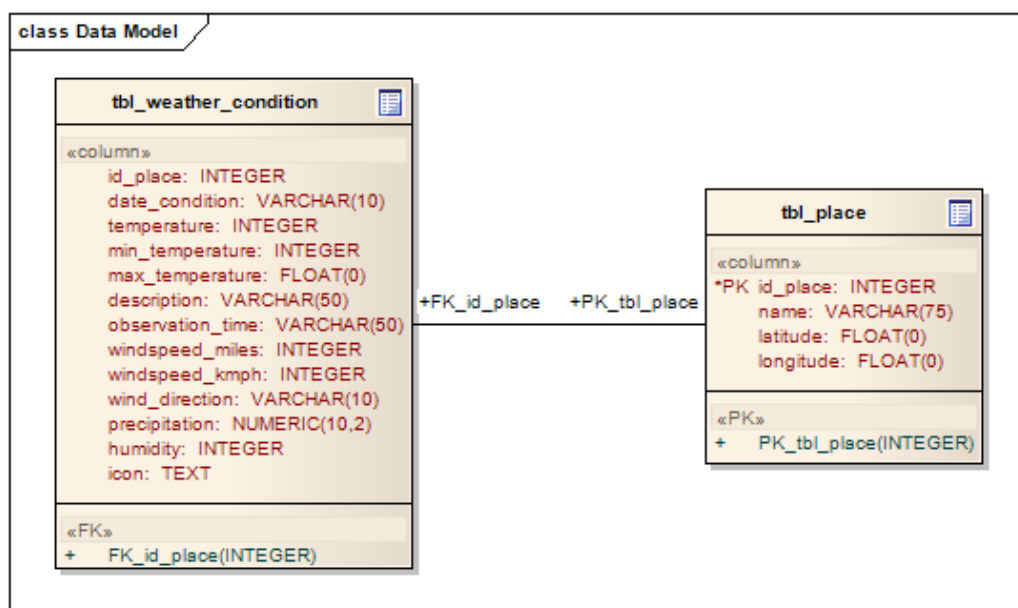 class Data Model
tbl_weather_condition
«column»
id_place: INTEGER
date_condition: VARCHAR(10)
temperature: INTEGER
min_temperature: INTEGER
max_temperature: FLOAT(0)
description: VARCHAR(50)
observation_time: VARCHAR(50)
windspeed_miles: INTEGER
windspeed_kmph: INTEGER
wind_direction: VARCHAR(10)
precipitation: NUMERIC(10,2)
humidity: INTEGER
icon: TEXT
«FK»
+ FK_id_place(INTEGER)
+FK_id_place +PK_tbl_place
tbl_place
«column»
*PK id_place: INTEGER
name: VARCHAR(75)
latitude: FLOAT(0)
longitude: FLOAT(0)
«PK»
+ PK_tbl_place(INTEGER)